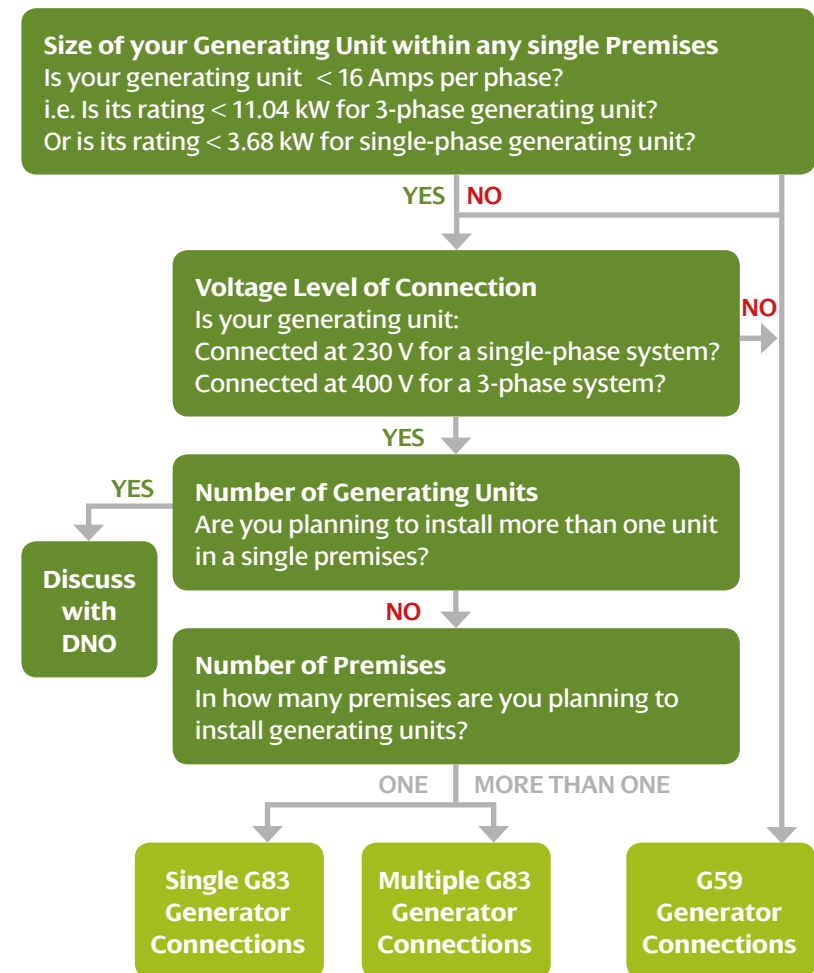 Size of your Generating Unit within any single Premises
Is your generating unit < 16 Amps per phase?
i.e. Is its rating < 11.04 kW for 3-phase generating unit?
Or is its rating < 3.68 kW for single-phase generating unit?
YES NO
Voltage Level of Connection
Is your generating unit:
Connected at 230 V for a single-phase system?
Connected at 400 V for a 3-phase system?
NO
YES
YES
Number of Generating Units
Are you planning to install more than one unit
in a single premises?
Discuss
with
DNO
NO
Number of Premises
In how many premises are you planning to
install generating units?
ONE MORE THAN ONE
Single G83
Generator
Connections
Multiple G83
Generator
Connections
G59
Generator
Connections